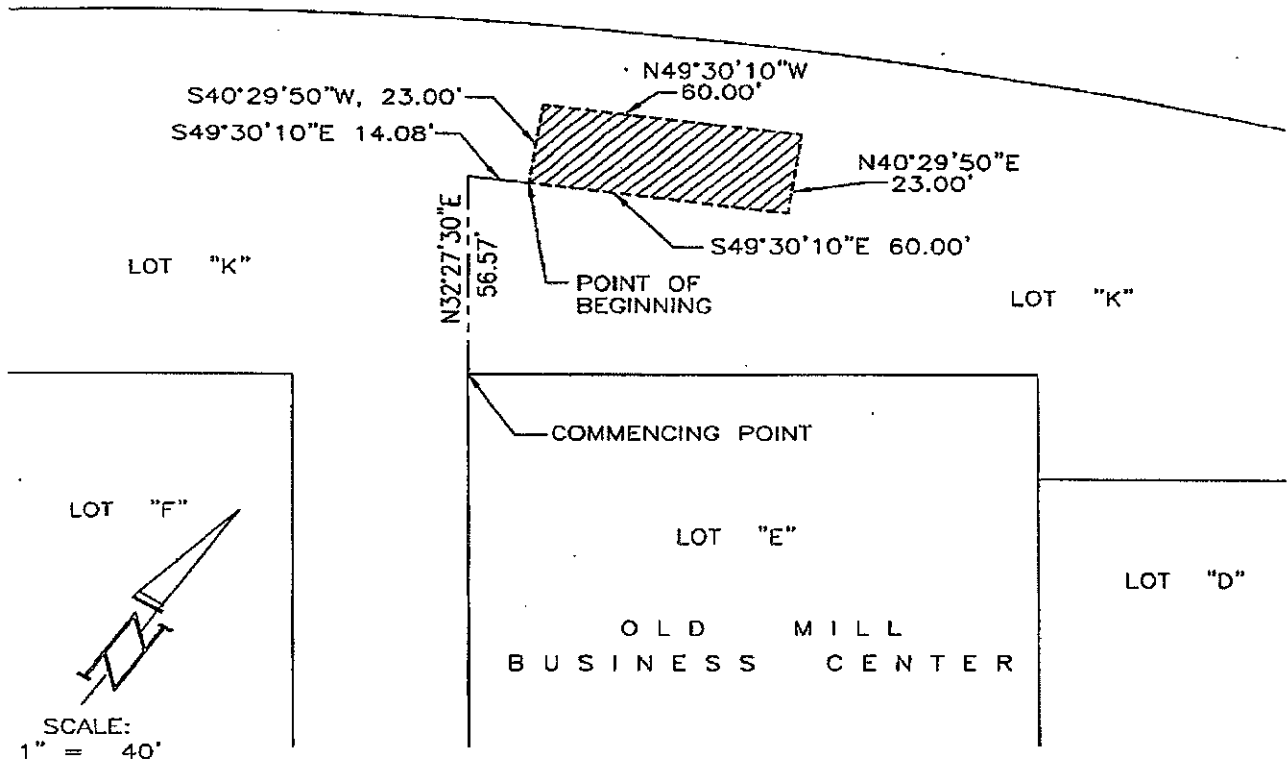 N49°30'10"W
60.00'
S40°29'50"W, 23.00'
S49°30'10"E 14.08'
N40°29'50"E
23.00'
S49°30'10"E 60.00'
N32°27'30"E
56.57'
LOT "K"
POINT OF
BEGINNING
LOT "K"
COMMENCING POINT
LOT "F"
LOT "E"
LOT "D"
OLD MILL
BUSINESS CENTER
N
SCALE:
1" = 40'